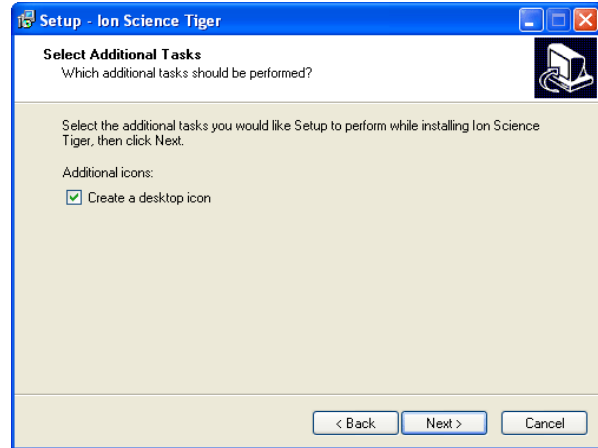 Setup - Ion Science Tiger
Select Additional Tasks
Which additional tasks should be performed?
Select the additional tasks you would like Setup to perform while installing Ion Science
Tiger, then click Next.
Additional icons:
Create a desktop icon
< Back Next > Cancel